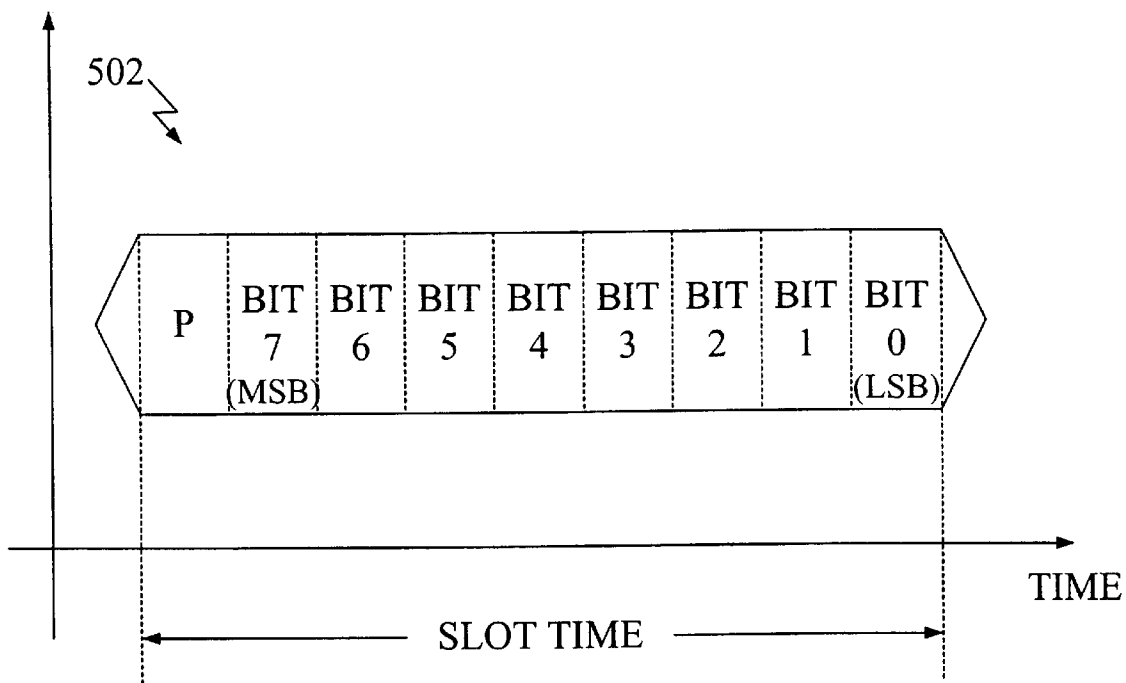 502
P
BIT 7 (MSB)
BIT 6
BIT 5
BIT 4
BIT 3
BIT 2
BIT 1
BIT 0 (LSB)
TIME
SLOT TIME